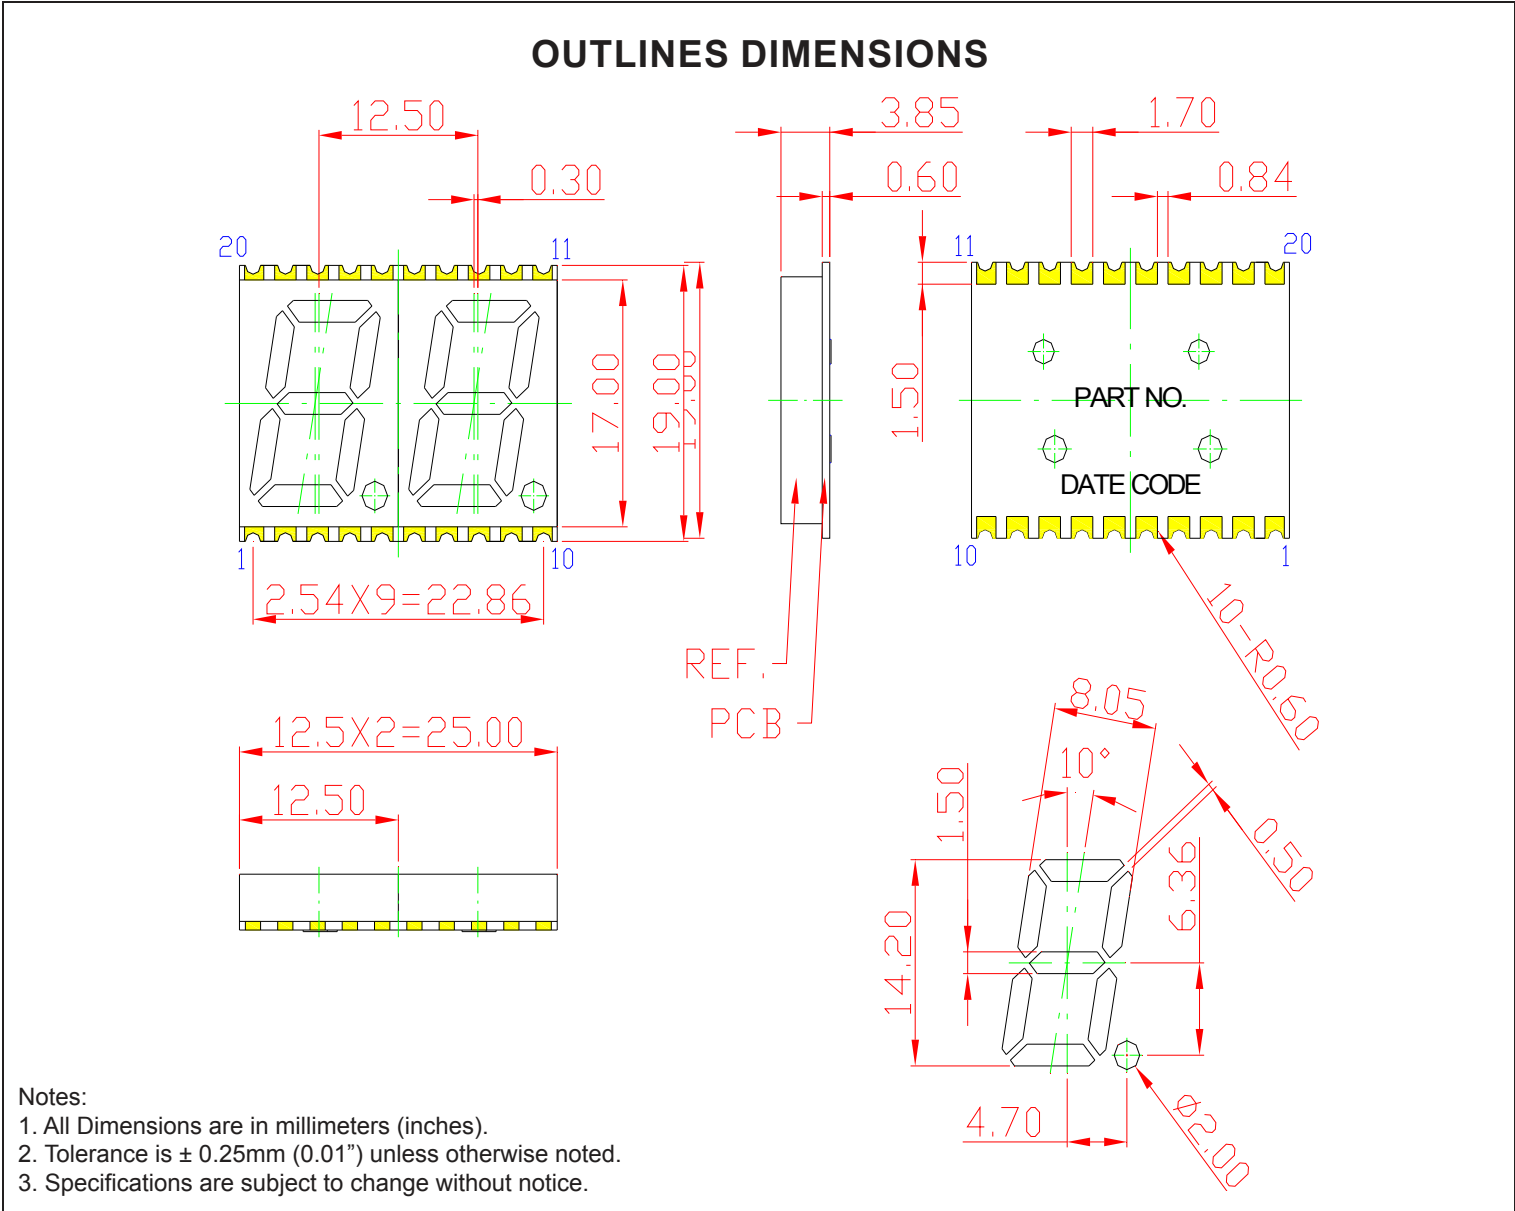 OUTLINES DIMENSIONS
12.50
0.30
20
11
17.00
19.00
1
10
2.54X9=22.86
3.85
0.60
REF.
PCB
1.70
0.84
11
20
1.50
PART NO.
DATE CODE
10
1
10-R0.60
12.5X2=25.00
12.50
8.05
10°
1.50
0.50
6.36
14.20
4.70
Ø2.00
Notes:
1. All Dimensions are in millimeters (inches).
2. Tolerance is ± 0.25mm (0.01”) unless otherwise noted.
3. Specifications are subject to change without notice.